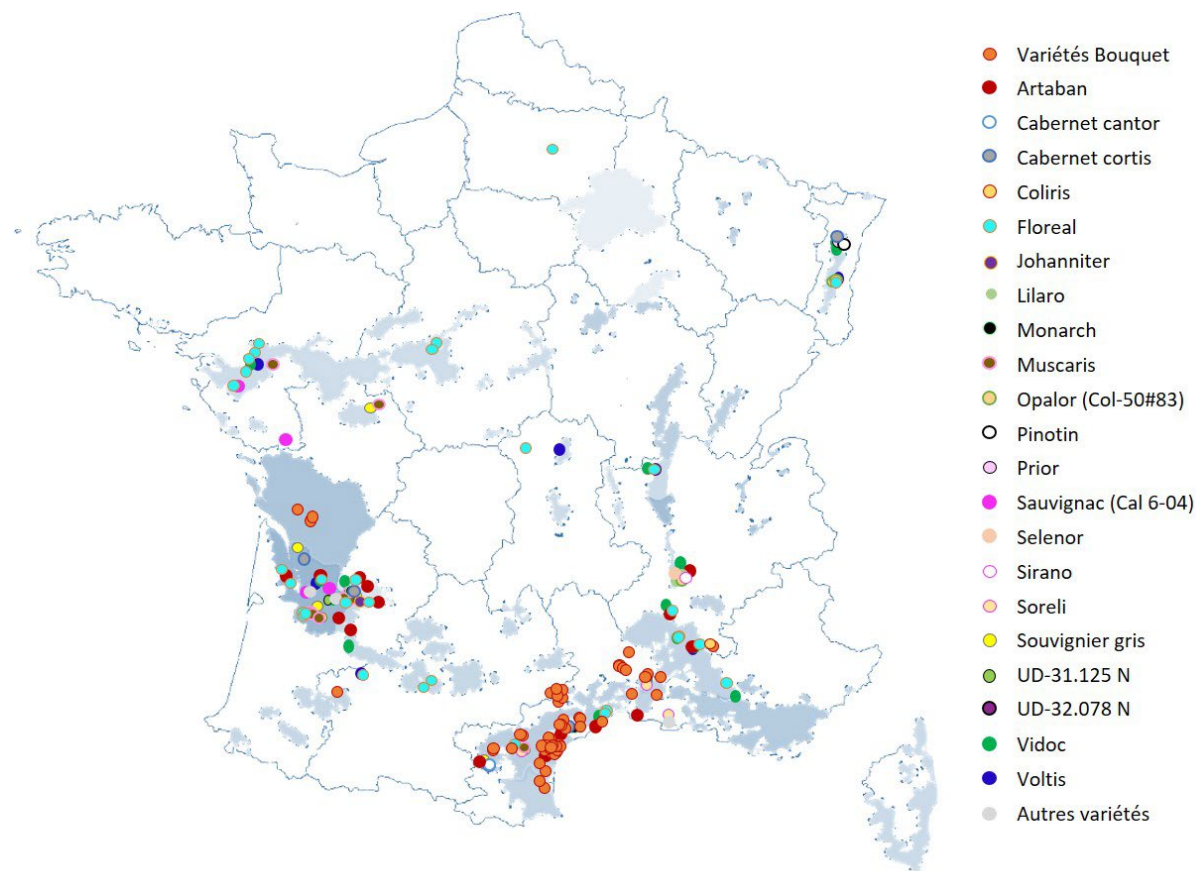 Variétés Bouquet
Artaban
Cabernet cantor
Cabernet cortis
Coliris
Floreal
Johanniter
Lilaro
Monarch
Muscaris
Opalor (Col-50#83)
Pinotin
Prior
Sauvignac (Cal 6-04)
Selenor
Sirano
Soreli
Souvignier gris
UD-31.125 N
UD-32.078 N
Vidoc
Voltis
Autres variétés